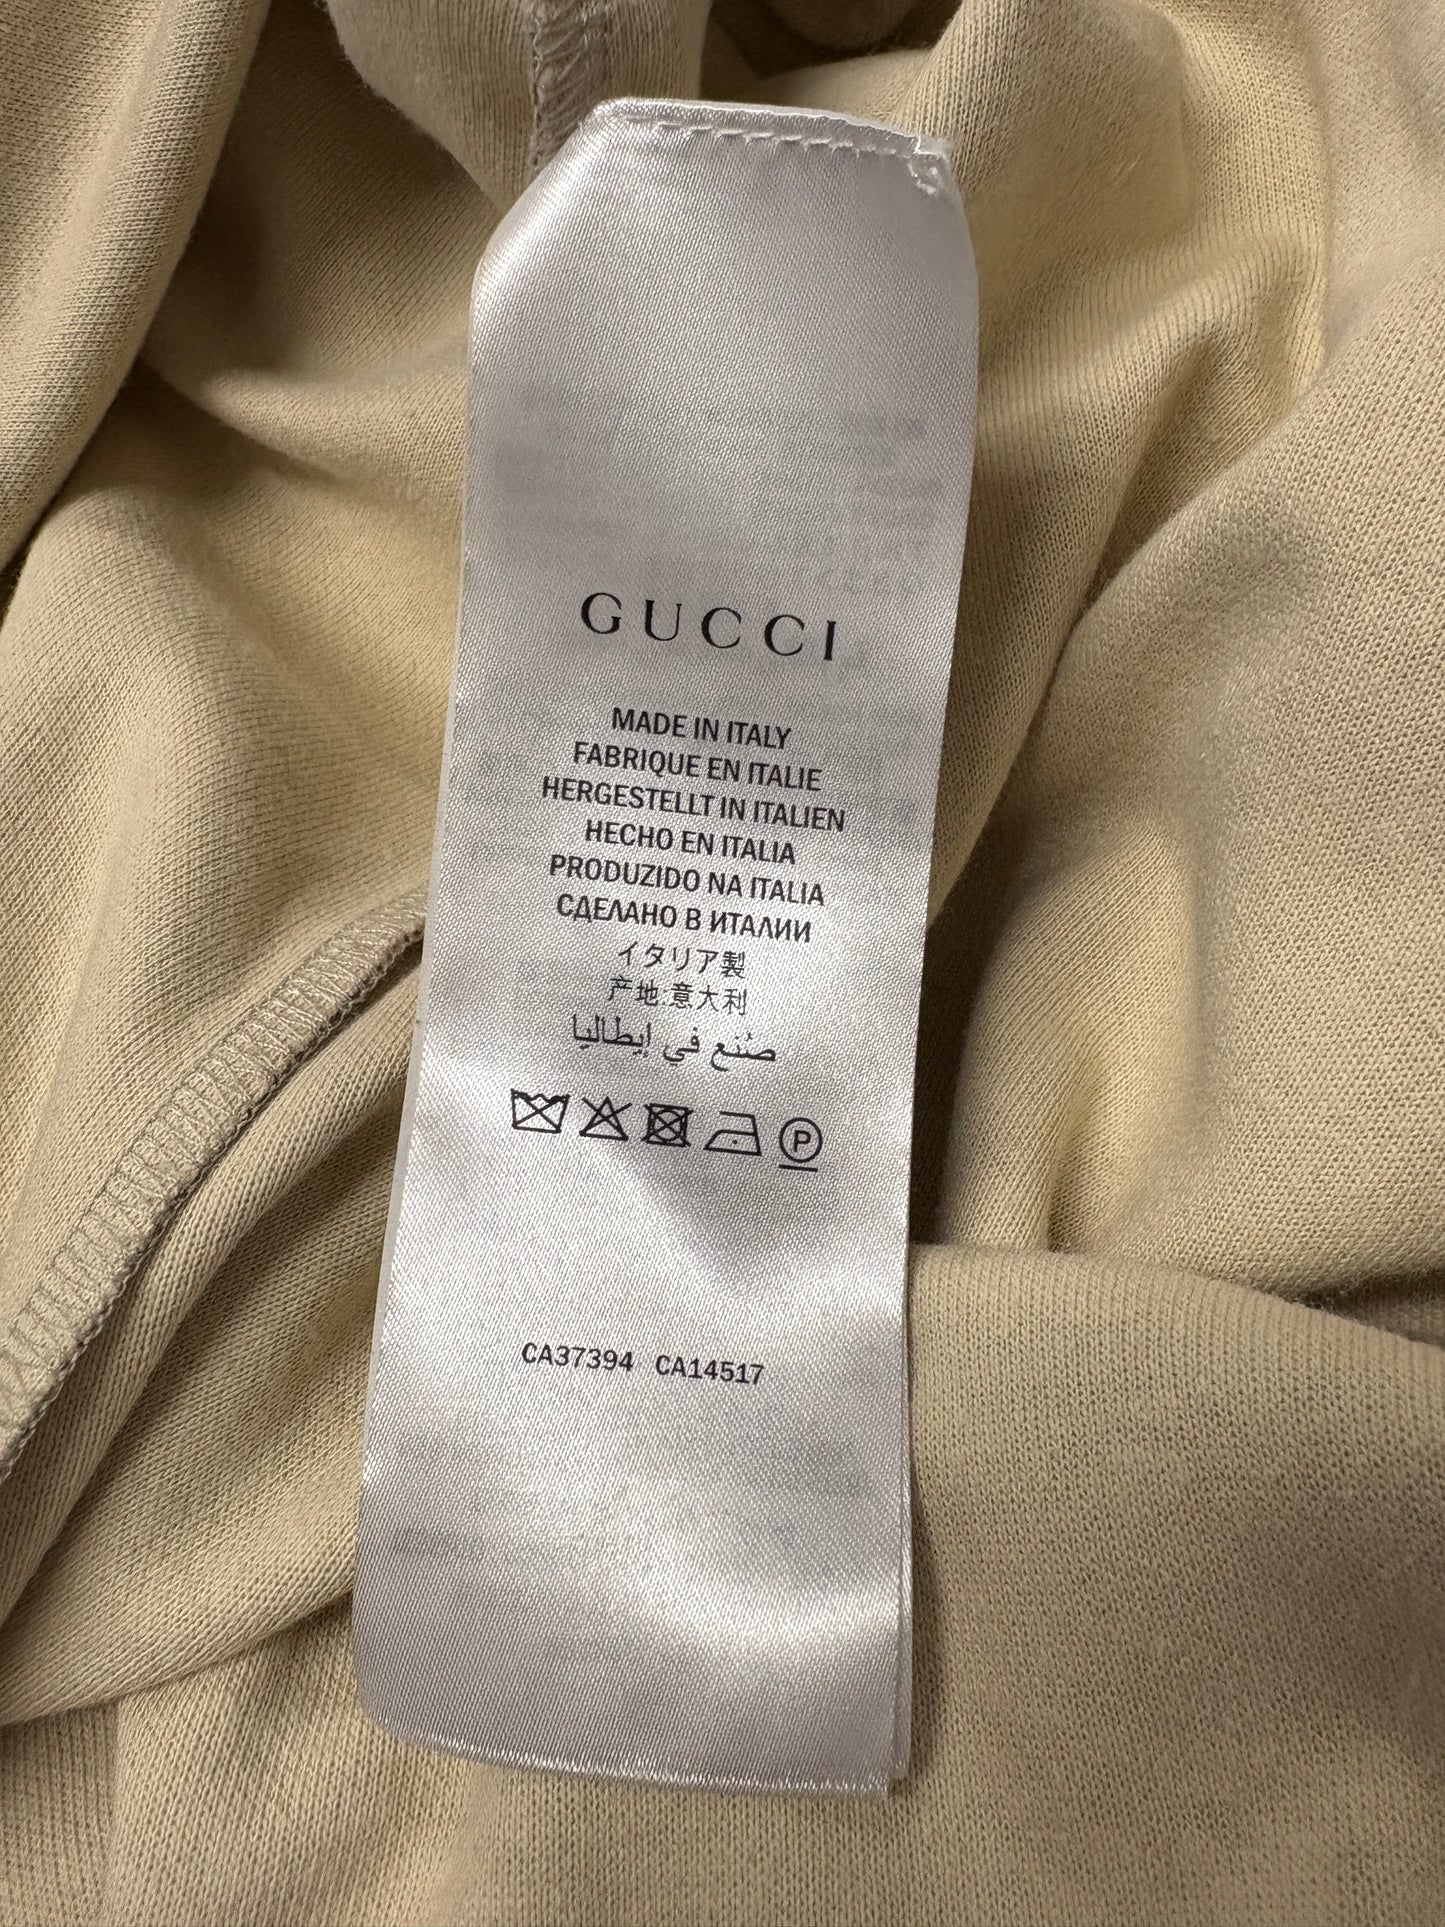 GUCCI
MADE IN ITALY
FABRIQUE EN ITALIE
HERGESTELLT IN ITALIEN
HECHO EN ITALIA
PRODUZIDO NA ITALIA
СДЕЛАНО В ИТАЛИИ
イタリア製
产地:意大利
صُنع في إيطاليا
P
CA37394 CA14517